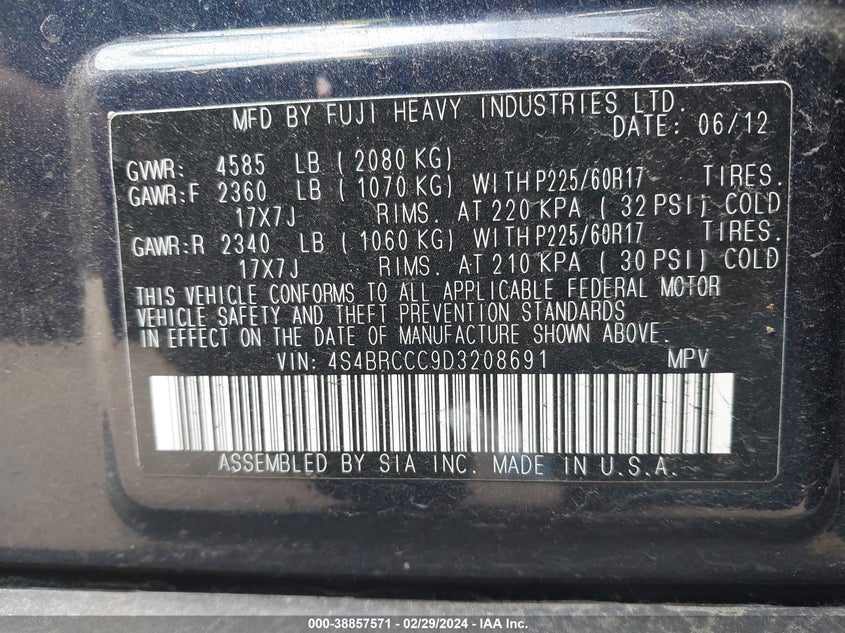 MFD BY FUJI HEAVY INDUSTRIES LTD.
DATE: 06/12
GVWR: 4585 LB (2080 KG)
GAWR:F 2360 LB (1070 KG) WITH P225/60R17 TIRES.
17X7J RIMS. AT 220 KPA (32 PSI) COLD
GAWR:R 2340 LB (1060 KG) WITH P225/60R17 TIRES.
17X7J RIMS. AT 210 KPA (30 PSI) COLD
THIS VEHICLE CONFORMS TO ALL APPLICABLE FEDERAL MOTOR
VEHICLE SAFETY AND THEFT PREVENTION STANDARDS
IN EFFECT ON THE DATE OF MANUFACTURE SHOWN ABOVE.
VIN: 4S4BRCCC9D3208691 MPV
ASSEMBLED BY SIA INC. MADE IN U.S.A.
000-38857571 - 02/29/2024 - IAA Inc.